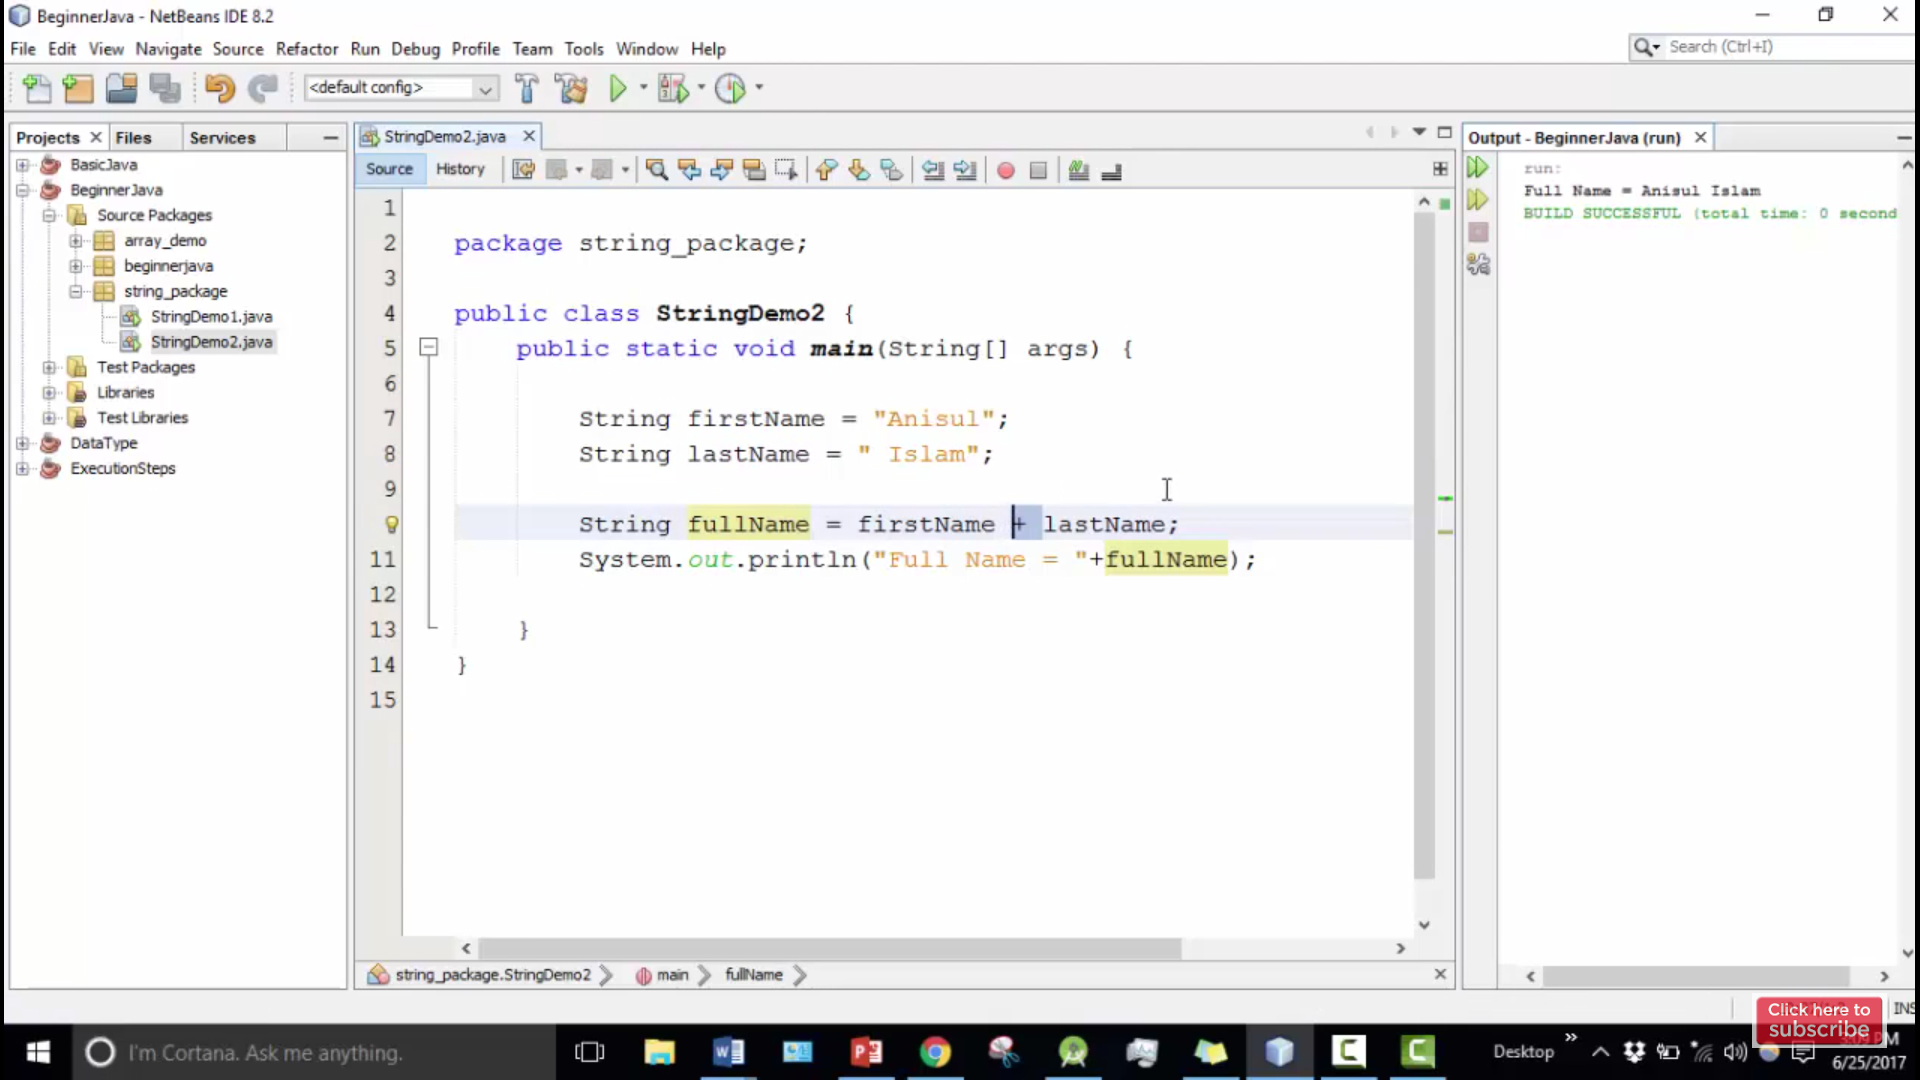 BeginnerJava - NetBeans IDE 8.2
File Edit View Navigate Source Refactor Run Debug Profile Team Tools Window Help
Search (Ctrl+I)
<default config>
Projects Files Services
BasicJava
BeginnerJava
Source Packages
array_demo
beginnerjava
string_package
StringDemo1.java
StringDemo2.java
Test Packages
Libraries
Test Libraries
DataType
ExecutionSteps
StringDemo2.java
Source History
1
2 package string_package;
3
4 public class StringDemo2 {
5 public static void main(String[] args) {
6
7 String firstName = "Anisul";
8 String lastName = " Islam";
9
String fullName = firstName + lastName;
11 System.out.println("Full Name = "+fullName);
12
13 }
14 }
15
string_package.StringDemo2 main fullName
Output - BeginnerJava (run)
run:
Full Name = Anisul Islam
BUILD SUCCESSFUL (total time: 0 second
INS
Click here to
subscribe
I'm Cortana. Ask me anything.
Desktop
6/25/2017